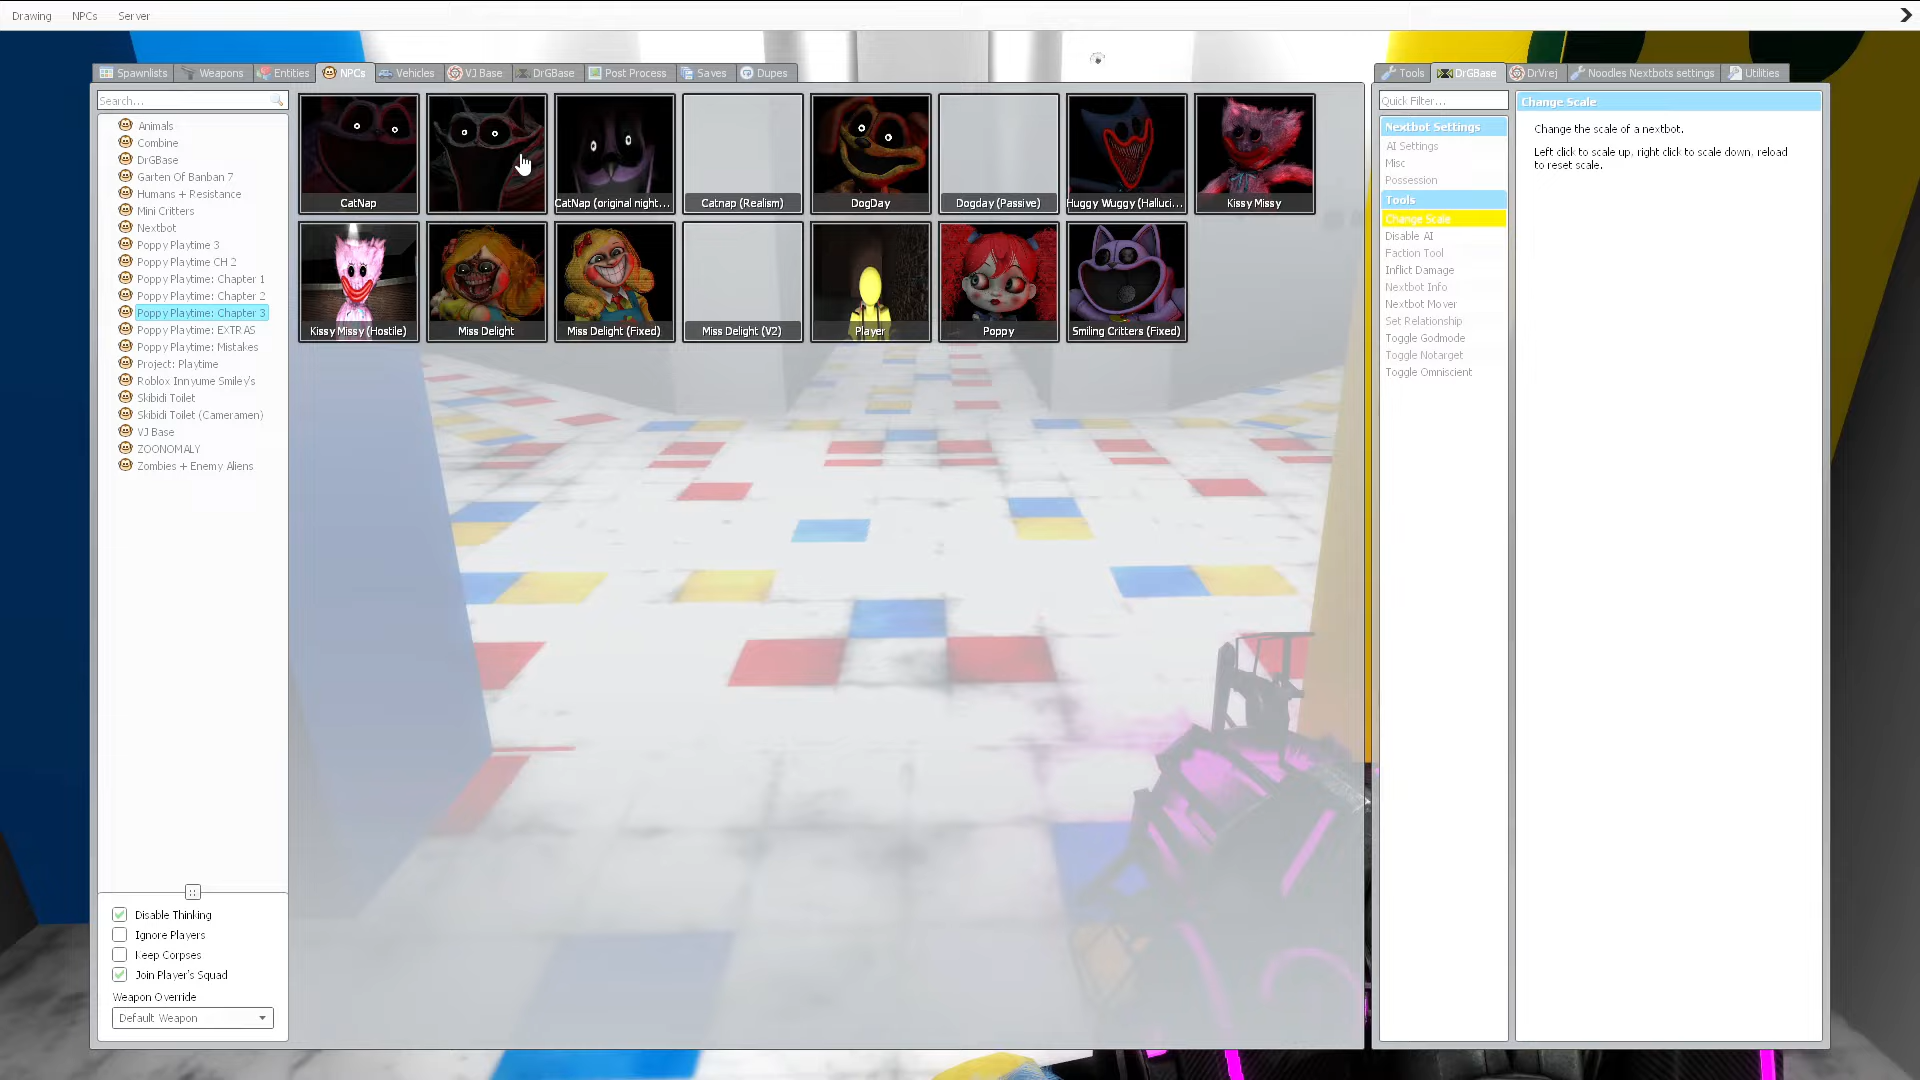 Drawing NPCs Server
Spawnlists Weapons Entities NPCs Vehicles VJ Base DrGBase Post Process Saves Dupes
Search...
Animals
Combine
DrGBase
Garten Of Banban 7
Humans + Resistance
Mini Critters
Nextbot
Poppy Playtime 3
Poppy Playtime CH 2
Poppy Playtime: Chapter 1
Poppy Playtime: Chapter 2
Poppy Playtime: Chapter 3
Poppy Playtime: EXTRAS
Poppy Playtime: Mistakes
Project: Playtime
Roblox Innyume Smiley's
Skibidi Toilet
Skibidi Toilet (Cameramen)
VJ Base
ZOONOMALY
Zombies + Enemy Aliens
Disable Thinking
Ignore Players
Keep Corpses
Join Player's Squad
Weapon Override
Default Weapon
CatNap
CatNap (original night...
Catnap (Realism)
DogDay
Dogday (Passive)
Huggy Wuggy (Halluci...
Kissy Missy
Kissy Missy (Hostile)
Miss Delight
Miss Delight (Fixed)
Miss Delight (V2)
Player
Poppy
Smiling Critters (Fixed)
Tools DrGBase DrVrej Noodles Nextbots settings Utilities
Quick Filter...
Nextbot Settings
AI Settings
Misc
Possession
Tools
Change Scale
Disable AI
Faction Tool
Inflict Damage
Nextbot Info
Nextbot Mover
Set Relationship
Toggle Godmode
Toggle Notarget
Toggle Omniscient
Change Scale
Change the scale of a nextbot.
Left click to scale up, right click to scale down, reload
to reset scale.